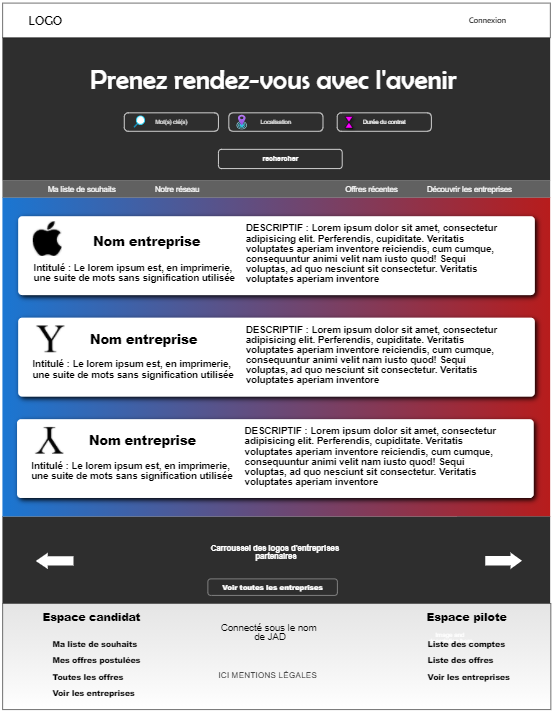 LOGO
Connexion
Prenez rendez-vous avec l'avenir
Mot(s) clé(s)
Localisation
Durée du contrat
rechercher
Ma liste de souhaits
Notre réseau
Offres récentes
Découvrir les entreprises
Nom entreprise
Intitulé : Le lorem ipsum est, en imprimerie,
une suite de mots sans signification utilisée
DESCRIPTIF : Lorem ipsum dolor sit amet, consectetur
adipisicing elit. Perferendis, cupiditate. Veritatis
voluptates aperiam inventore reiciendis, cum cumque,
consequuntur animi velit nam iusto quod! Sequi
voluptas, ad quo nesciunt sit consectetur. Veritatis
voluptates aperiam inventore
Y
Nom entreprise
Intitulé : Le lorem ipsum est, en imprimerie,
une suite de mots sans signification utilisée
DESCRIPTIF : Lorem ipsum dolor sit amet, consectetur
adipisicing elit. Perferendis, cupiditate. Veritatis
voluptates aperiam inventore reiciendis, cum cumque,
consequuntur animi velit nam iusto quod! Sequi
voluptas, ad quo nesciunt sit consectetur. Veritatis
voluptates aperiam inventore
Nom entreprise
Intitulé : Le lorem ipsum est, en imprimerie,
une suite de mots sans signification utilisée
DESCRIPTIF : Lorem ipsum dolor sit amet, consectetur
adipisicing elit. Perferendis, cupiditate. Veritatis
voluptates aperiam inventore reiciendis, cum cumque,
consequuntur animi velit nam iusto quod! Sequi
voluptas, ad quo nesciunt sit consectetur. Veritatis
voluptates aperiam inventore
Carroussel des logos d'entreprises
partenaires
Voir toutes les entreprises
Espace candidat
Ma liste de souhaits
Mes offres postulées
Toutes les offres
Voir les entreprises
Connecté sous le nom
de JAD
ICI MENTIONS LÉGALES
Espace pilote
Liste des comptes
Liste des offres
Voir les entreprises